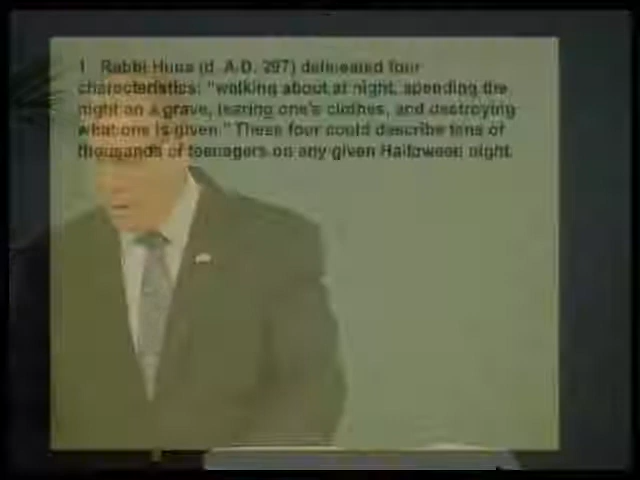 1 Rabbi Huna (d. A.D. 297) delineated four
characteristics: "walking about at night, spending the
night on a grave, tearing one's clothes, and destroying
what one is given." These four could describe tens of
thousands of teenagers on any given Halloween night.